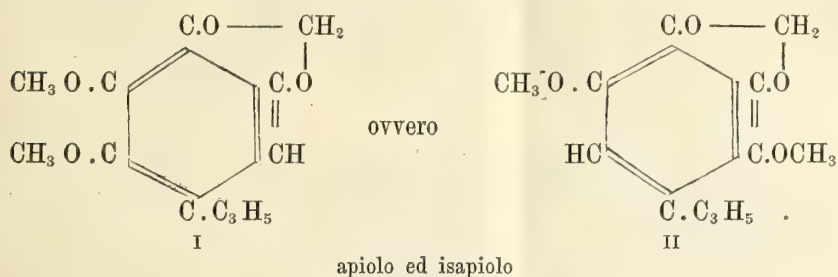 C.O — CH₂ C.O — CH₂
CH₃ O . C C.O CH₃ O . C C.O
CH₃ O . C CH ovvero HC C.OCH₃
C . C₃ H₅ C . C₃ H₅ .
I II
apiolo ed isapiolo